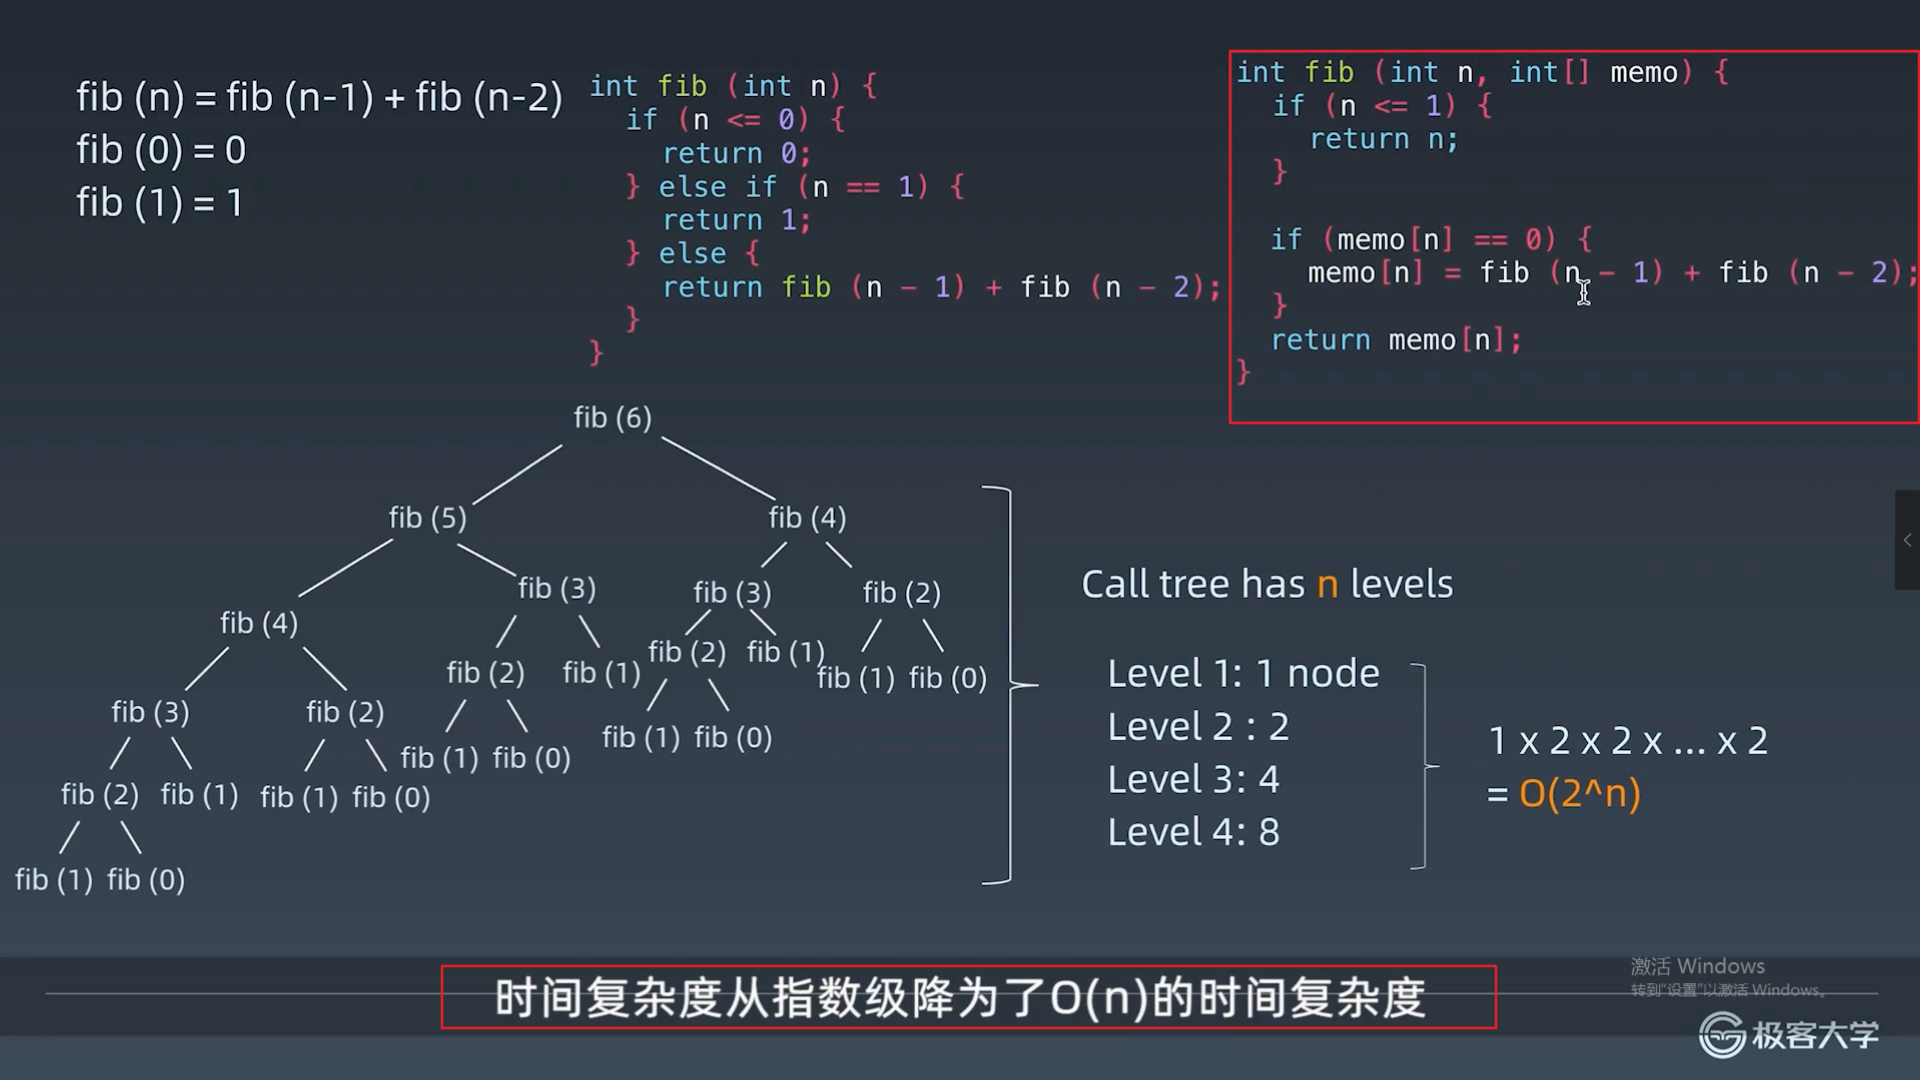 fib (n) = fib (n-1) + fib (n-2)
fib (0) = 0
fib (1) = 1
int fib (int n) {
if (n <= 0) {
return 0;
} else if (n == 1) {
return 1;
} else {
return fib (n - 1) + fib (n - 2);
}
}
int fib (int n, int[] memo) {
if (n <= 1) {
return n;
}
if (memo[n] == 0) {
memo[n] = fib (n - 1) + fib (n - 2);
}
return memo[n];
}
fib (6)
fib (5) fib (4)
fib (4) fib (3) fib (3) fib (2)
fib (3) fib (2) fib (2) fib (1) fib (2) fib (1) fib (1) fib (0)
fib (2) fib (1) fib (1) fib (0) fib (1) fib (0) fib (1) fib (0)
fib (1) fib (0)
Call tree has n levels
Level 1: 1 node
Level 2 : 2
Level 3: 4
Level 4: 8
1 x 2 x 2 x ... x 2
= O(2^n)
时间复杂度从指数级降为了O(n)的时间复杂度
激活 Windows
转到"设置"以激活 Windows。
极客大学